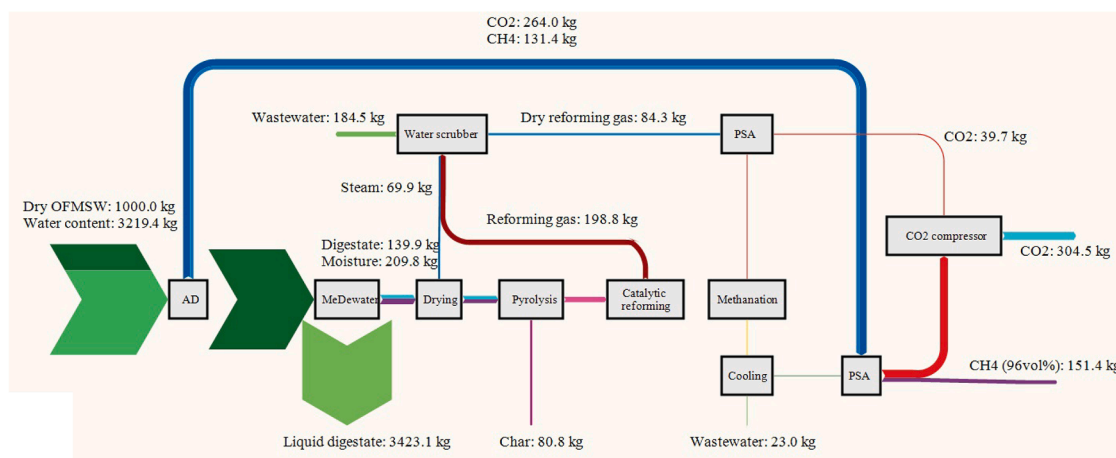 CO2: 264.0 kg
CH4: 131.4 kg
Wastewater: 184.5 kg
Water scrubber
Dry reforming gas: 84.3 kg
PSA
CO2: 39.7 kg
Steam: 69.9 kg
Dry OFMSW: 1000.0 kg
Water content: 3219.4 kg
Reforming gas: 198.8 kg
CO2 compressor
CO2: 304.5 kg
Digestate: 139.9 kg
Moisture: 209.8 kg
AD
MeDewater
Drying
Pyrolysis
Catalytic
reforming
Methanation
Cooling
PSA
CH4 (96vol%): 151.4 kg
Liquid digestate: 3423.1 kg
Char: 80.8 kg
Wastewater: 23.0 kg